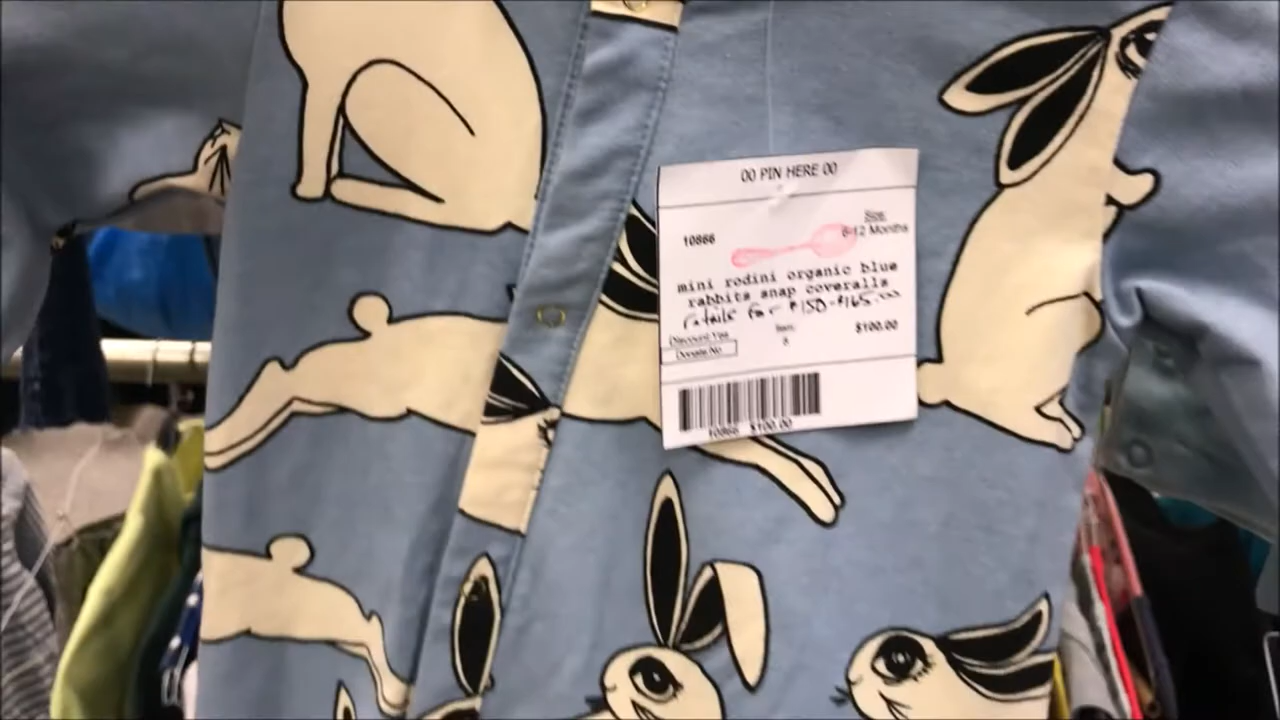 00 PIN HERE 00
Size
10866
6-12 Months
mini rodini organic blue
rabbits snap coveralls
retails for $150-$165.00
Discount:Yes
Item
$100.00
Donate:No
8
10866 $100.00